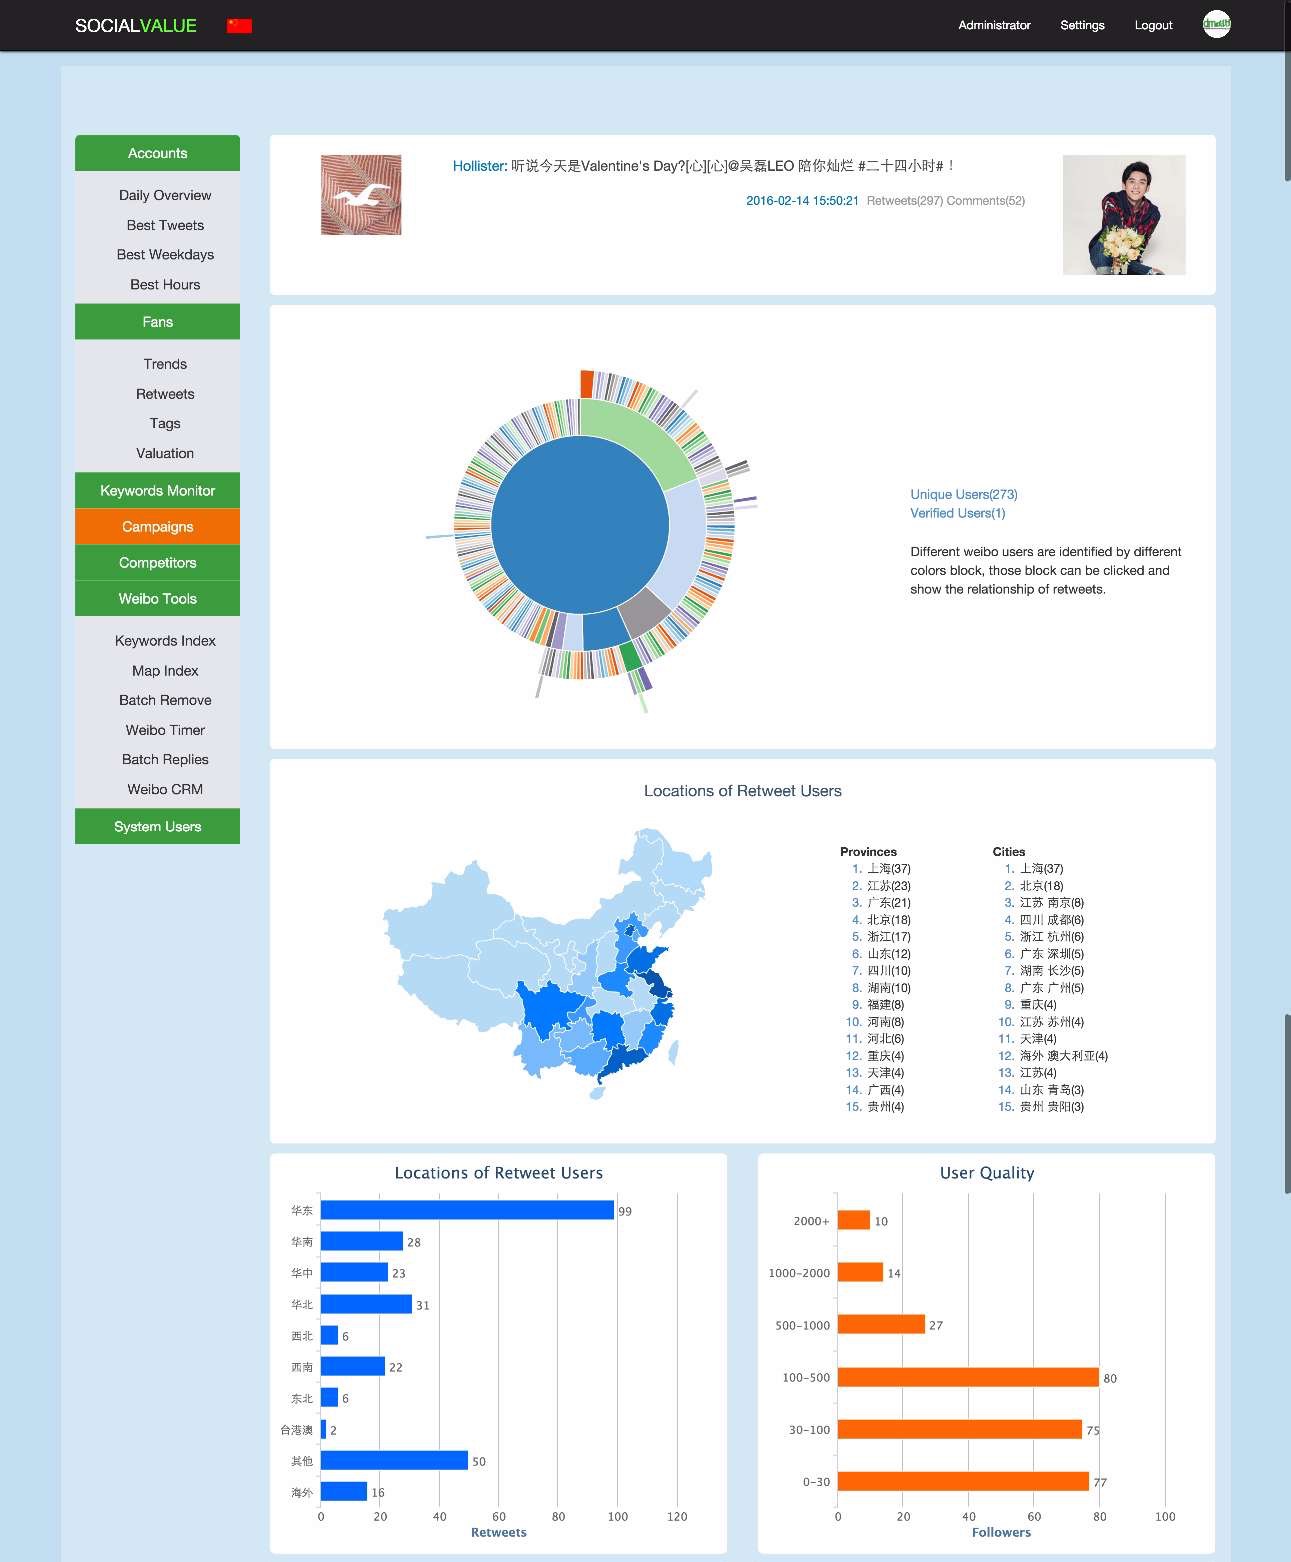 SOCIALVALUE
Administrator Settings Logout
Accounts
Daily Overview
Best Tweets
Best Weekdays
Best Hours
Fans
Trends
Retweets
Tags
Valuation
Keywords Monitor
Campaigns
Competitors
Weibo Tools
Keywords Index
Map Index
Batch Remove
Weibo Timer
Batch Replies
Weibo CRM
System Users
Hollister: 听说今天是Valentine's Day?[心][心]@吴磊LEO 陪你灿烂 #二十四小时#！
2016-02-14 15:50:21 Retweets(297) Comments(52)
Unique Users(273)
Verified Users(1)
Different weibo users are identified by different
colors block, those block can be clicked and
show the relationship of retweets.
Locations of Retweet Users
Provinces
1. 上海(37)
2. 江苏(23)
3. 广东(21)
4. 北京(18)
5. 浙江(17)
6. 山东(12)
7. 四川(10)
8. 湖南(10)
9. 福建(8)
10. 河南(8)
11. 河北(6)
12. 重庆(4)
13. 天津(4)
14. 广西(4)
15. 贵州(4)
Cities
1. 上海(37)
2. 北京(18)
3. 江苏 南京(8)
4. 四川 成都(6)
5. 浙江 杭州(6)
6. 广东 深圳(5)
7. 湖南 长沙(5)
8. 广东 广州(5)
9. 重庆(4)
10. 江苏 苏州(4)
11. 天津(4)
12. 海外 澳大利亚(4)
13. 江苏(4)
14. 山东 青岛(3)
15. 贵州 贵阳(3)
Locations of Retweet Users
华东 99
华南 28
华中 23
华北 31
西北 6
西南 22
东北 6
台港澳 2
其他 50
海外 16
0 20 40 60 80 100 120
Retweets
User Quality
2000+ 10
1000-2000 14
500-1000 27
100-500 80
30-100 75
0-30 77
0 20 40 60 80 100
Followers